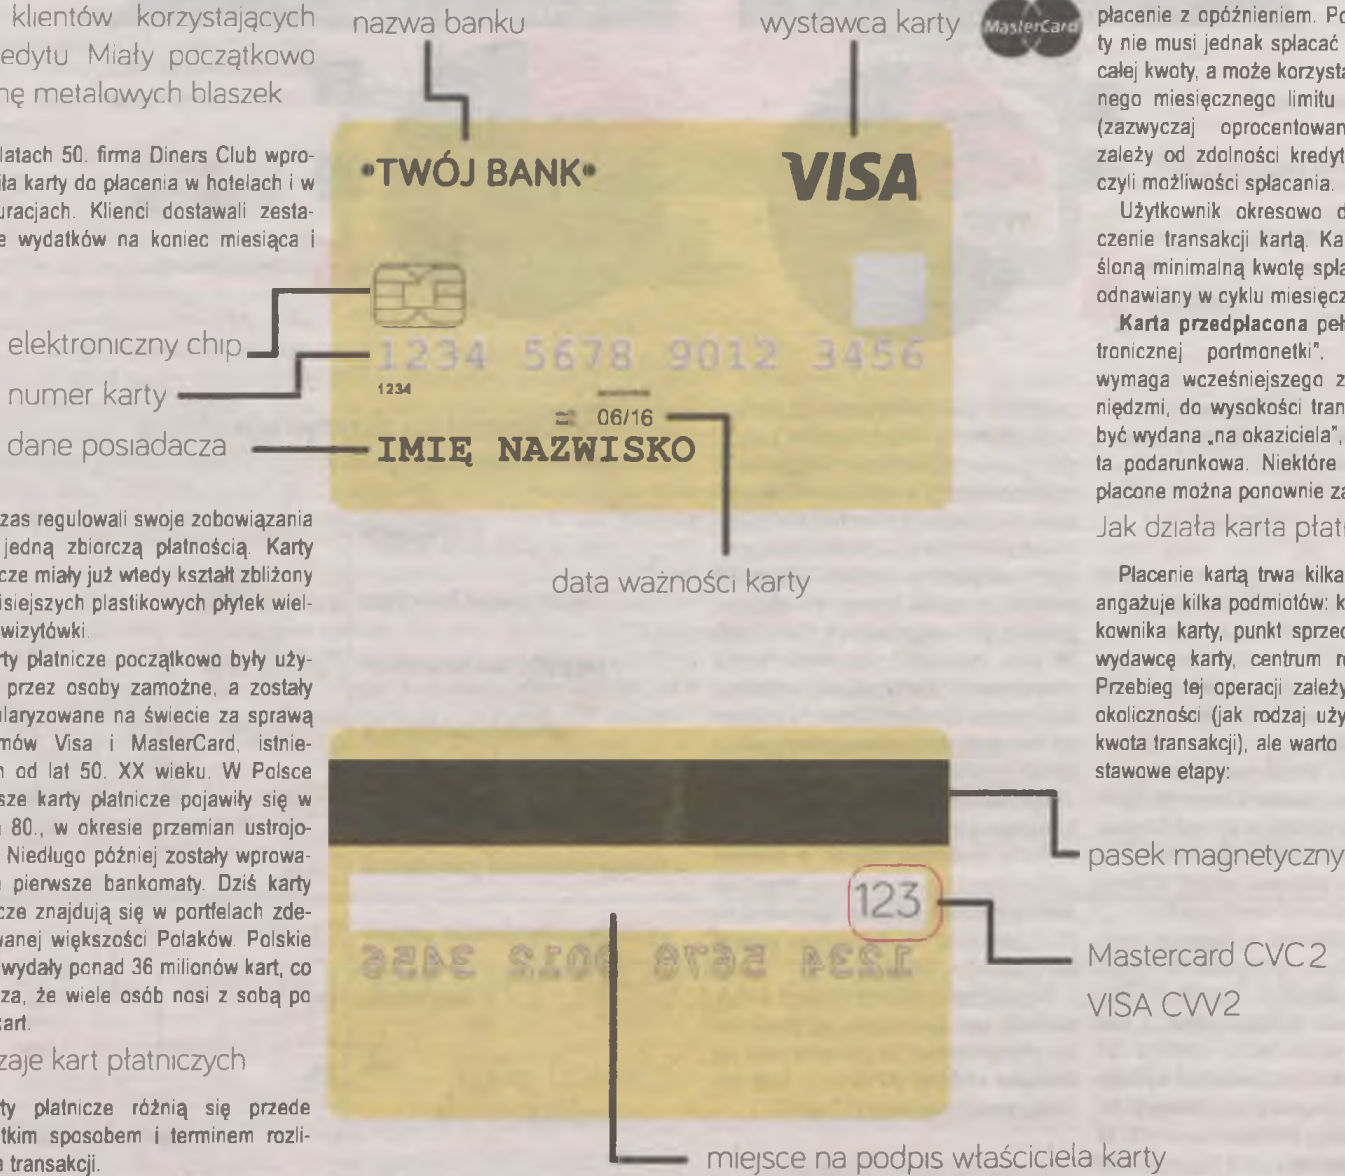 klientów korzystających
edytu Miały początkowo
nę metalowych blaszek
latach 50. firma Diners Club wpro-
iła karty do płacenia w hotelach i w
uracjach. Klienci dostawali zesta-
e wydatków na koniec miesiąca i
elektroniczny chip
numer karty
dane posiadacza
zas regulowali swoje zobowiązania
jedną zbiorczą płatnością. Karty
cze miały już wtedy kształt zbliżony
isiejszych plastikowych płytek wiel-
wizytówki.
rty płatnicze początkowo były uży-
przez osoby zamożne, a zostały
ularyzowane na świecie za sprawą
mów Visa i MasterCard, istnie-
h od lat 50. XX wieku. W Polsce
sze karty płatnicze pojawiły się w
h 80., w okresie przemian ustrojo-
Niedługo później zostały wprowa-
e pierwsze bankomaty. Dziś karty
cze znajdują się w portfelach zde-
wanej większości Polaków. Polskie
wydały ponad 36 milionów kart, co
za, że wiele osób nosi z sobą po
kart.
zaje kart płatniczych
ty płatnicze różnią się przede
tkim sposobem i terminem rozli-
a transakcji.
nazwa banku
wystawca karty
MasterCard
•TWÓJ BANK•
VISA
1234 5678 9012 3456
1234
06/16
IMIĘ NAZWISKO
data ważności karty
123
1234 5678 9012 3456
pasek magnetyczny
Mastercard CVC2
VISA CVV2
miejsce na podpis właściciela karty
płacenie z opóźnieniem. Po
ty nie musi jednak spłacać
całej kwoty, a może korzysta
nego miesięcznego limitu
(zazwyczaj oprocentowan
zależy od zdolności kredyt
czyli możliwości spłacania.
Użytkownik okresowo d
czenie transakcji kartą. Ka
śloną minimalną kwotę spła
odnawiany w cyklu miesięcz
Karta przedpłacona peł
tronicznej portmonetki".
wymaga wcześniejszego z
niędzmi, do wysokości tran
być wydana „na okaziciela",
ta podarunkowa. Niektóre
płacone można ponownie za
Jak działa karta płat
Płacenie kartą trwa kilka
angażuje kilka podmiotów: k
kownika karty, punkt sprzed
wydawcę karty, centrum r
Przebieg tej operacji zależy
okoliczności (jak rodzaj uży
kwota transakcji), ale warto
stawowe etapy: